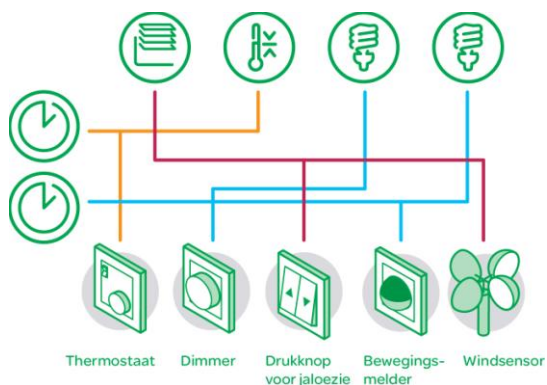 Thermostaat
Dimmer
Drukknop
voor jaloezie
Bewegings-
melder
Windsensor